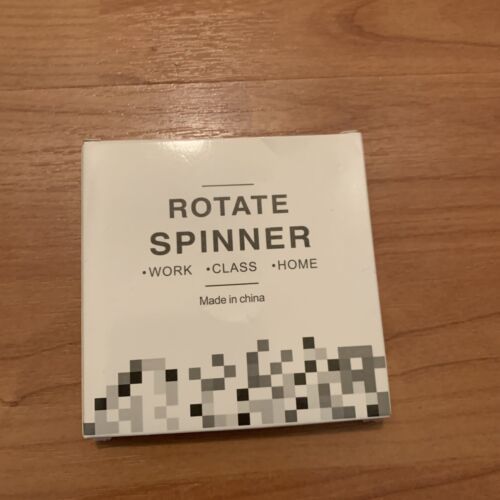 ROTATE
SPINNER
•WORK •CLASS •HOME
Made in china